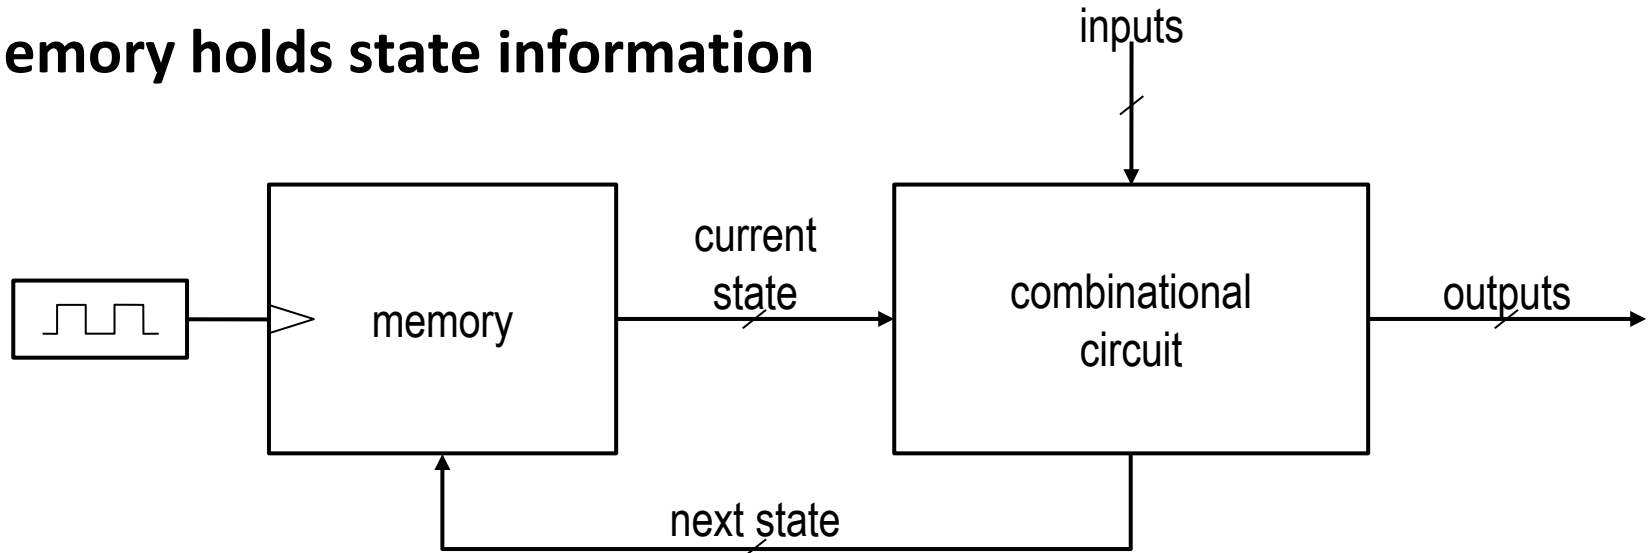 emory holds state information
inputs
current
state
memory
combinational
circuit
outputs
next state